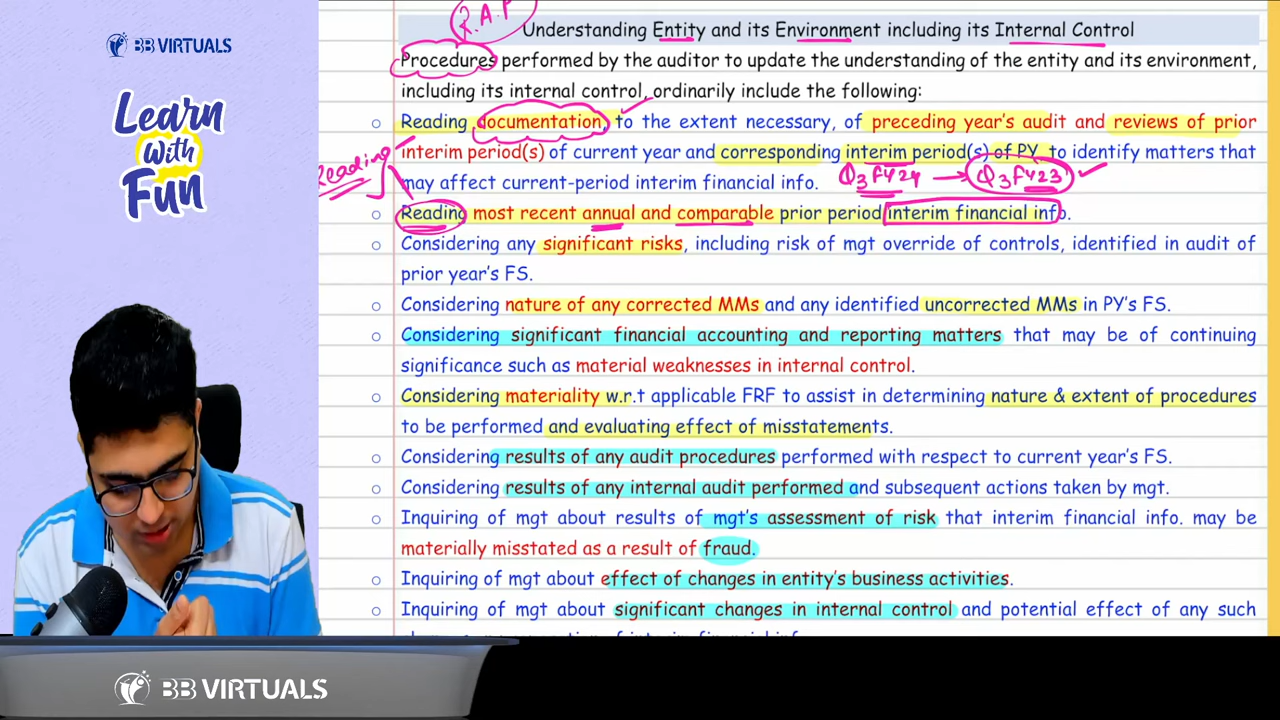 BB VIRTUALS
Learn
With
Fun
R.A.P
Understanding Entity and its Environment including its Internal Control
Procedures performed by the auditor to update the understanding of the entity and its environment,
including its internal control, ordinarily include the following:
○ Reading documentation, to the extent necessary, of preceding year's audit and reviews of prior
interim period(s) of current year and corresponding interim period(s) of PY to identify matters that
may affect current-period interim financial info.
Reading
Q3FY24 → Q3FY23
○ Reading most recent annual and comparable prior period interim financial info.
○ Considering any significant risks, including risk of mgt override of controls, identified in audit of
prior year's FS.
○ Considering nature of any corrected MMs and any identified uncorrected MMs in PY's FS.
○ Considering significant financial accounting and reporting matters that may be of continuing
significance such as material weaknesses in internal control.
○ Considering materiality w.r.t applicable FRF to assist in determining nature & extent of procedures
to be performed and evaluating effect of misstatements.
○ Considering results of any audit procedures performed with respect to current year's FS.
○ Considering results of any internal audit performed and subsequent actions taken by mgt.
○ Inquiring of mgt about results of mgt's assessment of risk that interim financial info. may be
materially misstated as a result of fraud.
○ Inquiring of mgt about effect of changes in entity's business activities.
○ Inquiring of mgt about significant changes in internal control and potential effect of any such
BB VIRTUALS